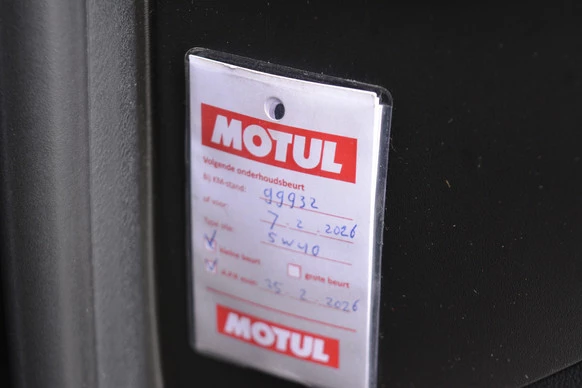 MOTUL
Volgende onderhoudsbeurt
Bij KM-stand: 99932
of voor: 7.2.2026
Type olie: 5W40
kleine beurt grote beurt
A.P.K. voor: 25.2.2026
MOTUL